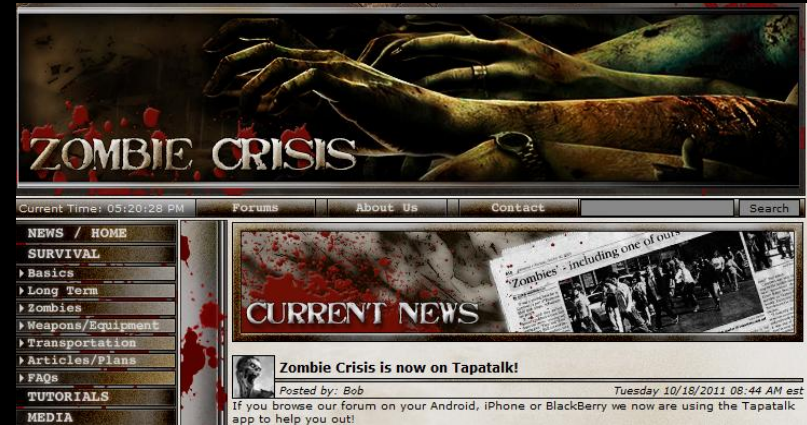 ZOMBIE CRISIS
Current Time: 05:20:28 PM
Forums
About Us
Contact
Search
NEWS / HOME
SURVIVAL
Basics
Long Term
Zombies
Weapons/Equipment
Transportation
Articles/Plans
FAQs
TUTORIALS
MEDIA
'Zombies' - including one of ours
CURRENT NEWS
Zombie Crisis is now on Tapatalk!
Posted by: Bob
Tuesday 10/18/2011 08:44 AM est
If you browse our forum on your Android, iPhone or BlackBerry we now are using the Tapatalk
app to help you out!